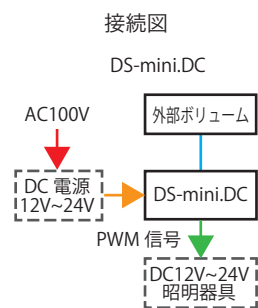 接続図
DS-mini.DC
AC100V
外部ボリューム
DC 電源
12V~24V
DS-mini.DC
PWM 信号
DC12V~24V
照明器具